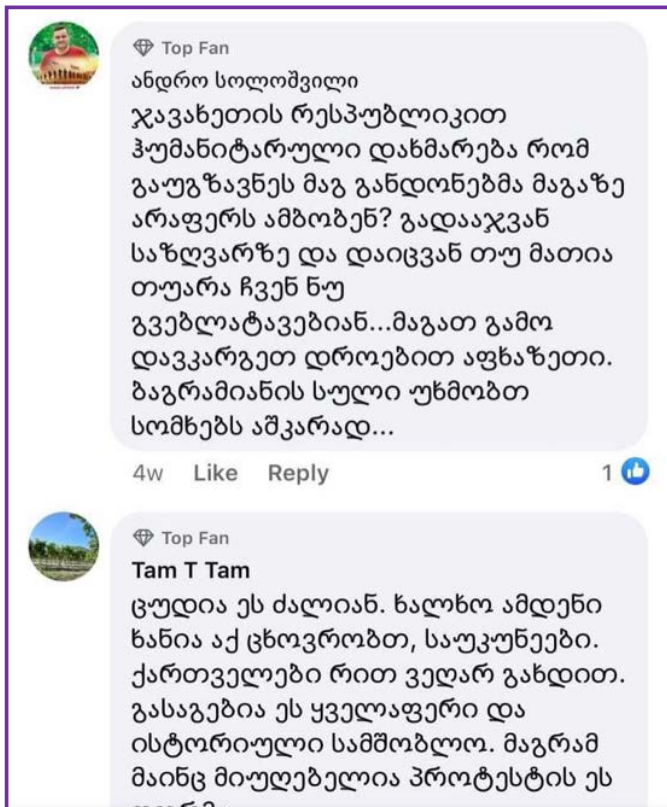 Top Fan
ანდრო სოლოშვილი
ჯავახეთის რესპუბლიკით
ჰუმანიტარული დახმარება რომ
გაუგზავნეს მაგ განდონებმა მაგაზე
არაფერს ამბობენ? გადააჯვან
საზღვარზე და დაიცვან თუ მათია
თუარა ჩვენ ნუ
გვებლატავებიან...მაგათ გამო
დავკარგეთ დროებით აფხაზეთი.
ბაგრამიანის სული უხმობთ
სომხებს აშკარად...
4w Like Reply 1
Top Fan
Tam T Tam
ცუდია ეს ძალიან. ხალხო ამდენი
ხანია აქ ცხოვრობთ, საუკუნეები.
ქართველები რით ვეღარ გახდით.
გასაგებია ეს ყველაფერი და
ისტორიული სამშობლო. მაგრამ
მაინც მიუღებელია პროტესტის ეს